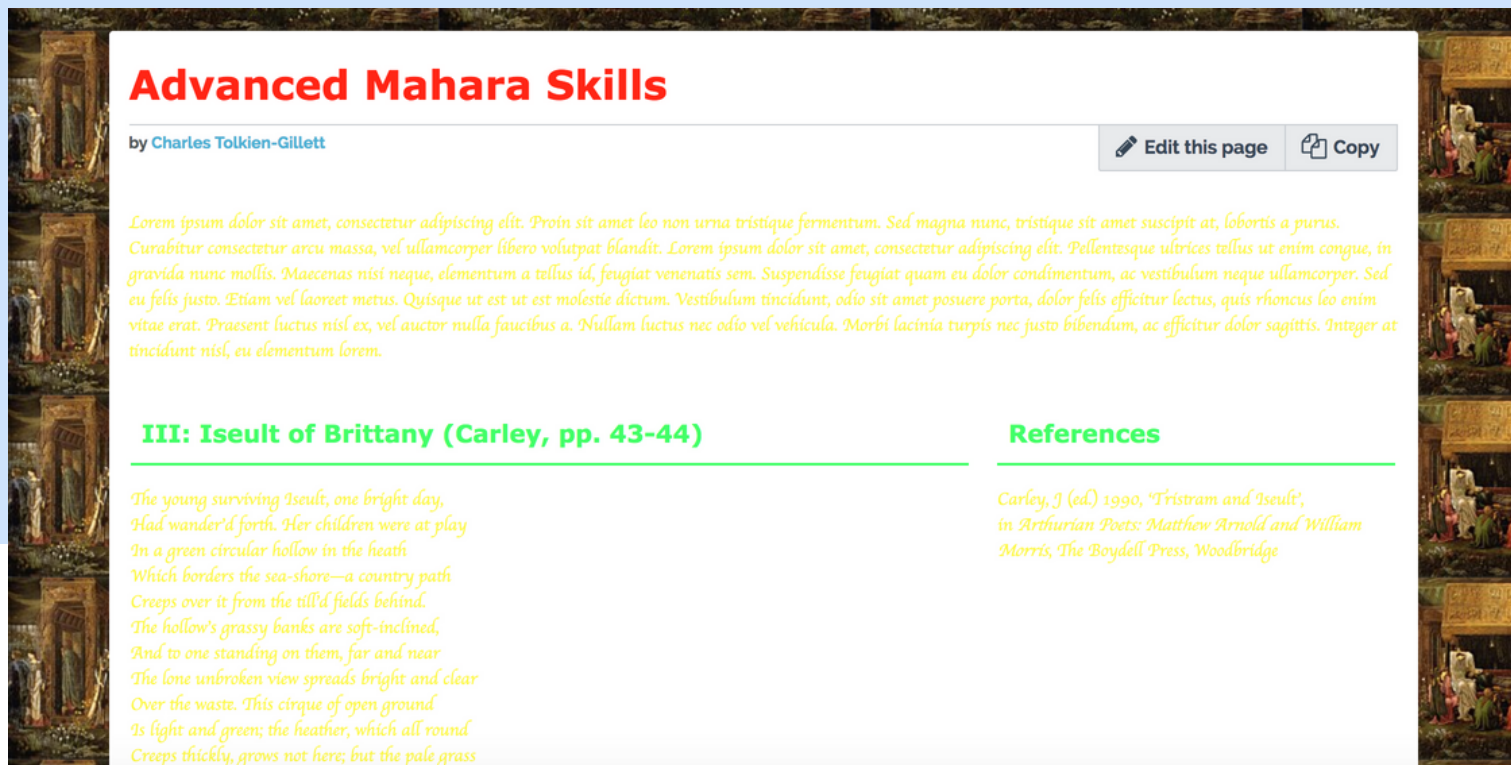 Advanced Mahara Skills
by Charles Tolkien-Gillett
Edit this page
Copy
Lorem ipsum dolor sit amet, consectetur adipiscing elit. Proin sit amet leo non urna tristique fermentum. Sed magna nunc, tristique sit amet suscipit at, lobortis a purus.
Curabitur consectetur arcu massa, vel ullamcorper libero volutpat blandit. Lorem ipsum dolor sit amet, consectetur adipiscing elit. Pellentesque ultrices tellus ut enim congue, in
gravida nunc mollis. Maecenas nisi neque, elementum a tellus id, feugiat venenatis sem. Suspendisse feugiat quam eu dolor condimentum, ac vestibulum neque ullamcorper. Sed
eu felis justo. Etiam vel laoreet metus. Quisque ut est ut est molestie dictum. Vestibulum tincidunt, odio sit amet posuere porta, dolor felis efficitur lectus, quis rhoncus leo enim
vitae erat. Praesent luctus nisl ex, vel auctor nulla faucibus a. Nullam luctus nec odio vel vehicula. Morbi lacinia turpis nec justo bibendum, ac efficitur dolor sagittis. Integer at
tincidunt nisl, eu elementum lorem.
III: Iseult of Brittany (Carley, pp. 43-44)
The young surviving Iseult, one bright day,
Had wander'd forth. Her children were at play
In a green circular hollow in the heath
Which borders the sea-shore—a country path
Creeps over it from the till'd fields behind.
The hollow's grassy banks are soft-inclined,
And to one standing on them, far and near
The lone unbroken view spreads bright and clear
Over the waste. This cirque of open ground
Is light and green; the heather, which all round
Creeps thickly, grows not here; but the pale grass
References
Carley, J (ed.) 1990, 'Tristram and Iseult',
in Arthurian Poets: Matthew Arnold and William
Morris, The Boydell Press, Woodbridge